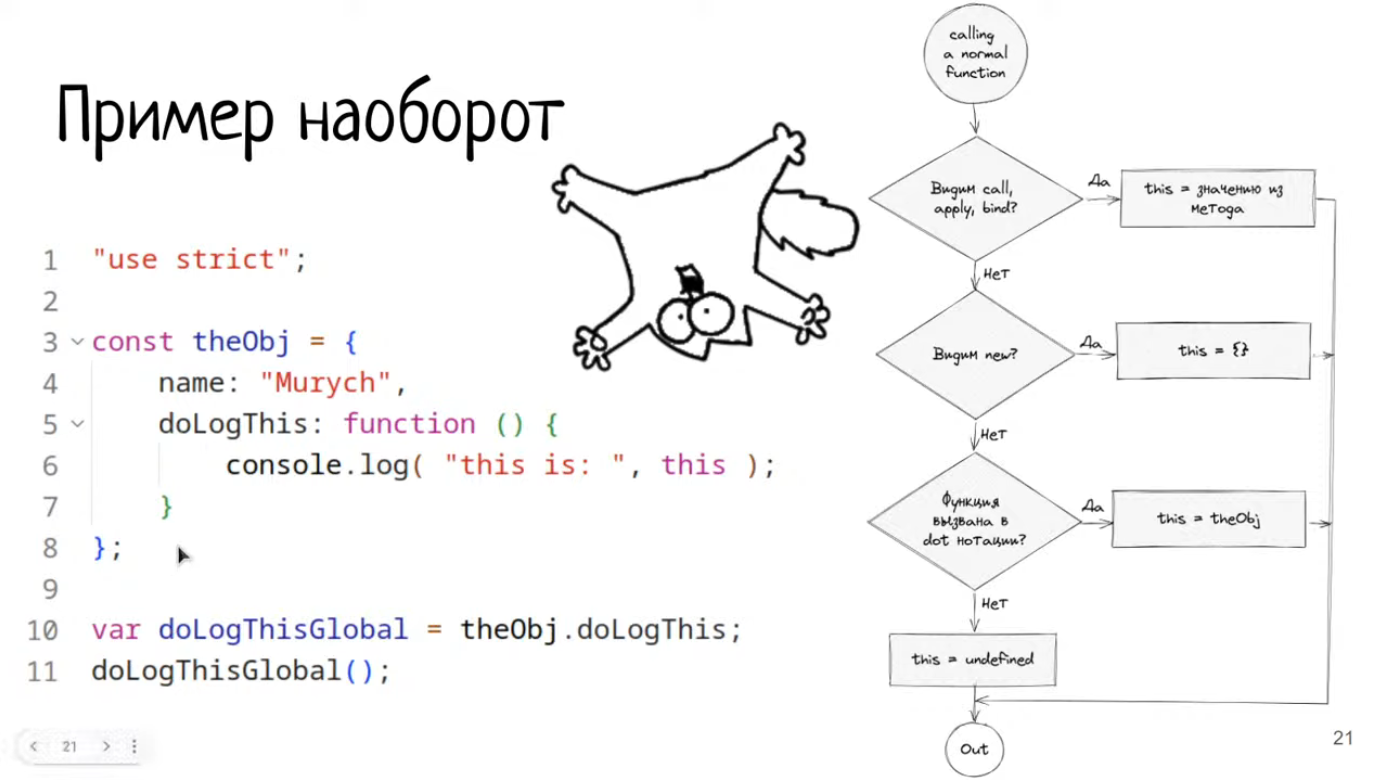 Пример наоборот
1 "use strict";
2
3 const theObj = {
4 name: "Murych",
5 doLogThis: function () {
6 console.log( "this is: ", this );
7 }
8 };
9
10 var doLogThisGlobal = theObj.doLogThis;
11 doLogThisGlobal();
calling
a normal
function
Видим call,
apply, bind?
Да
this = значению из
метода
Нет
Видим new?
Да
this = {}
Нет
Функция
вызвана в
dot нотации?
Да
this = theObj
Нет
this = undefined
Out
21
21